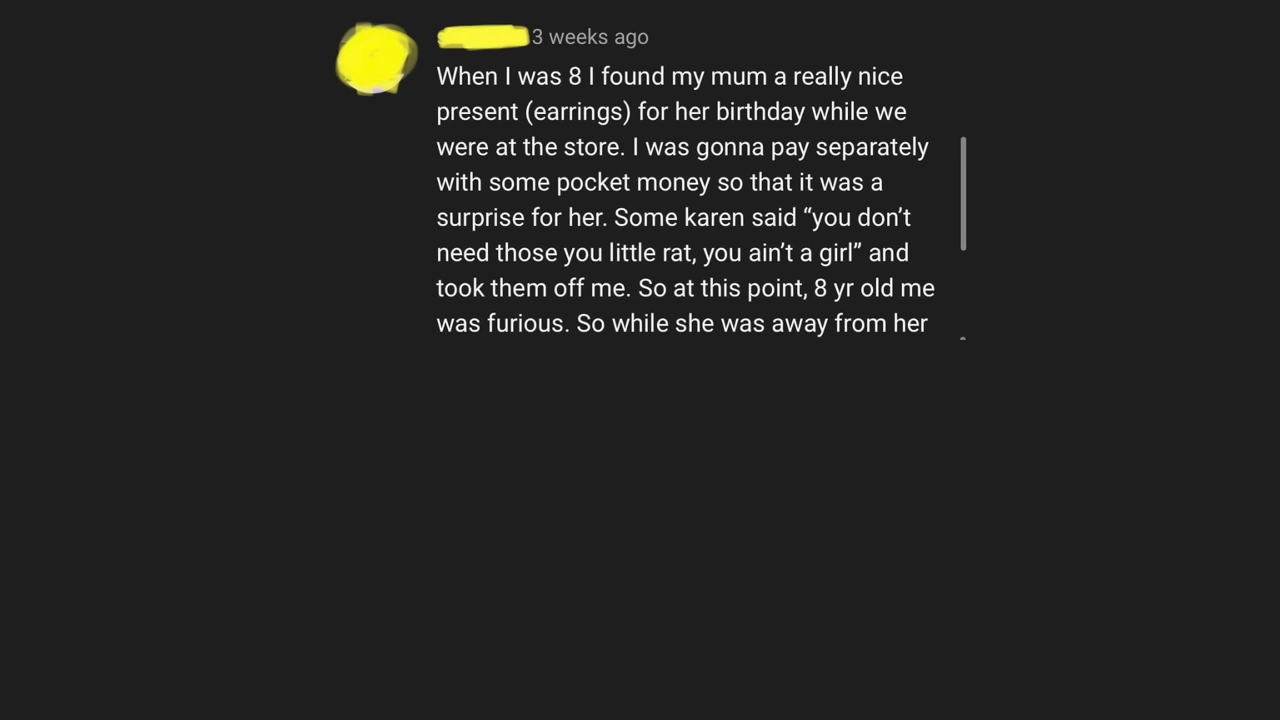 3 weeks ago
When I was 8 I found my mum a really nice
present (earrings) for her birthday while we
were at the store. I was gonna pay separately
with some pocket money so that it was a
surprise for her. Some karen said “you don’t
need those you little rat, you ain’t a girl” and
took them off me. So at this point, 8 yr old me
was furious. So while she was away from her